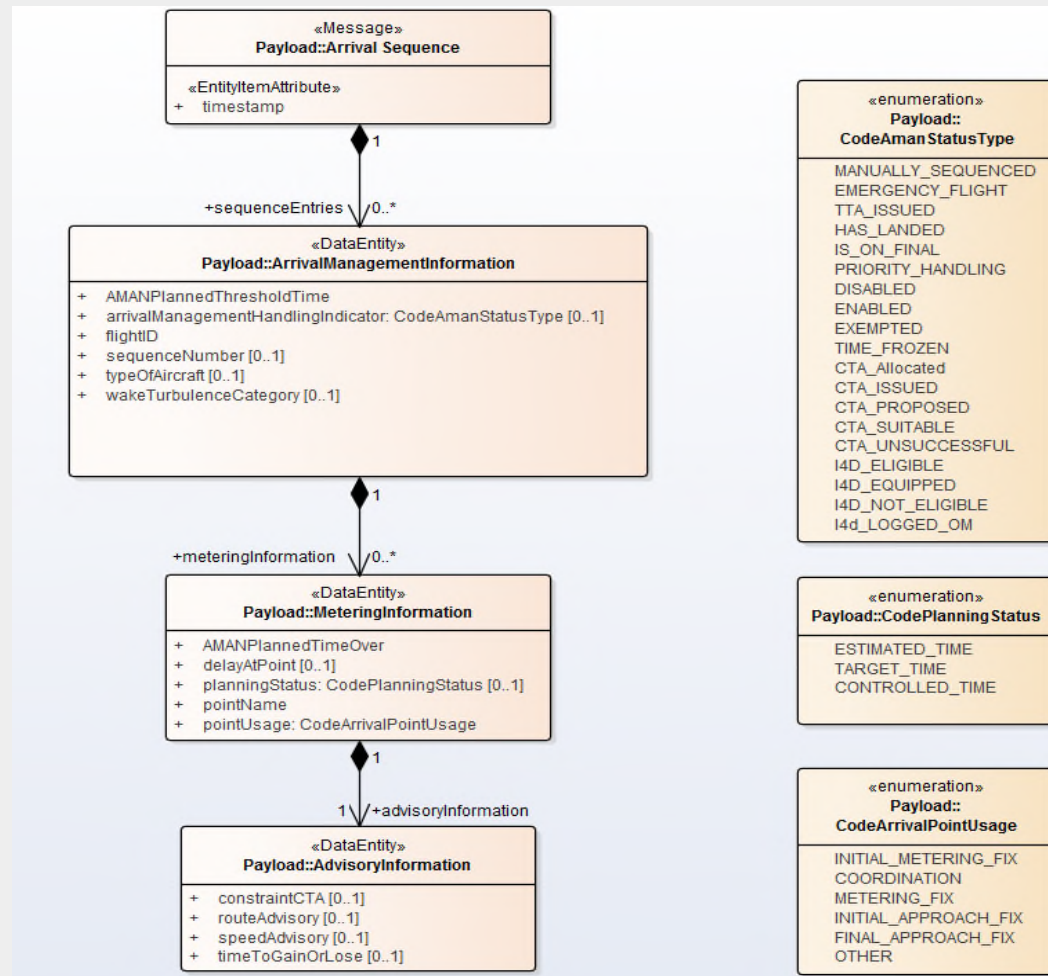 «Message»
Payload::Arrival Sequence
«EntityItemAttribute»
+ timestamp
1
+sequenceEntries 0..*
«DataEntity»
Payload::ArrivalManagementInformation
+ AMANPlannedThresholdTime
+ arrivalManagementHandlingIndicator: CodeAmanStatusType [0..1]
+ flightID
+ sequenceNumber [0..1]
+ typeOfAircraft [0..1]
+ wakeTurbulenceCategory [0..1]
1
+meteringInformation 0..*
«DataEntity»
Payload::MeteringInformation
+ AMANPlannedTimeOver
+ delayAtPoint [0..1]
+ planningStatus: CodePlanningStatus [0..1]
+ pointName
+ pointUsage: CodeArrivalPointUsage
1
1 +advisoryInformation
«DataEntity»
Payload::AdvisoryInformation
+ constraintCTA [0..1]
+ routeAdvisory [0..1]
+ speedAdvisory [0..1]
+ timeToGainOrLose [0..1]
«enumeration»
Payload::
CodeAmanStatusType
MANUALLY_SEQUENCED
EMERGENCY_FLIGHT
TTA_ISSUED
HAS_LANDED
IS_ON_FINAL
PRIORITY_HANDLING
DISABLED
ENABLED
EXEMPTED
TIME_FROZEN
CTA_Allocated
CTA_ISSUED
CTA_PROPOSED
CTA_SUITABLE
CTA_UNSUCCESSFUL
I4D_ELIGIBLE
I4D_EQUIPPED
I4D_NOT_ELIGIBLE
I4d_LOGGED_OM
«enumeration»
Payload::CodePlanningStatus
ESTIMATED_TIME
TARGET_TIME
CONTROLLED_TIME
«enumeration»
Payload::
CodeArrivalPointUsage
INITIAL_METERING_FIX
COORDINATION
METERING_FIX
INITIAL_APPROACH_FIX
FINAL_APPROACH_FIX
OTHER